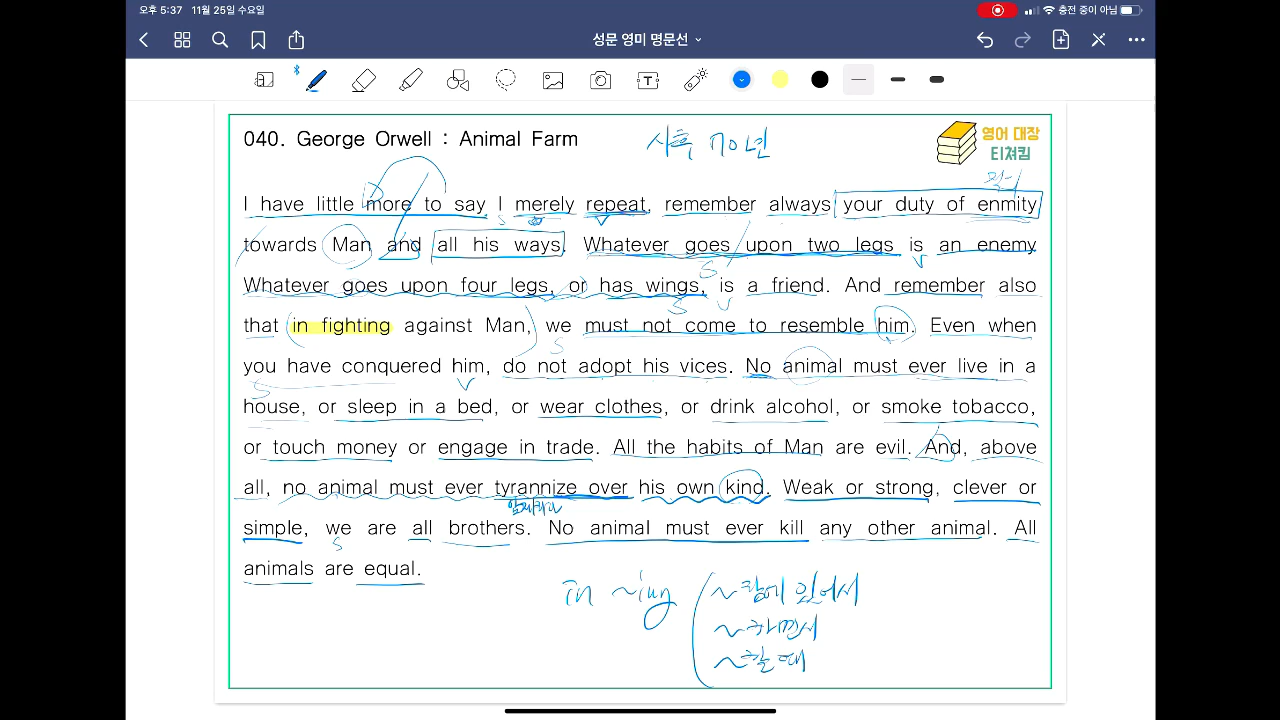 오후 5:37 11월 25일 수요일
충전 중이 아님
성문 영미 명문선
040. George Orwell : Animal Farm
사후 70년
영어 대장
티쳐킴
I have little more to say I merely repeat, remember always your duty of enmity
towards Man and all his ways. Whatever goes upon two legs is an enemy
Whatever goes upon four legs, or has wings, is a friend. And remember also
that in fighting against Man, we must not come to resemble him. Even when
you have conquered him, do not adopt his vices. No animal must ever live in a
house, or sleep in a bed, or wear clothes, or drink alcohol, or smoke tobacco,
or touch money or engage in trade. All the habits of Man are evil. And, above
all, no animal must ever tyrannize over his own kind. Weak or strong, clever or
simple, we are all brothers. No animal must ever kill any other animal. All
animals are equal.
in ~ing
~함에 있어서
~하면서
~할 때